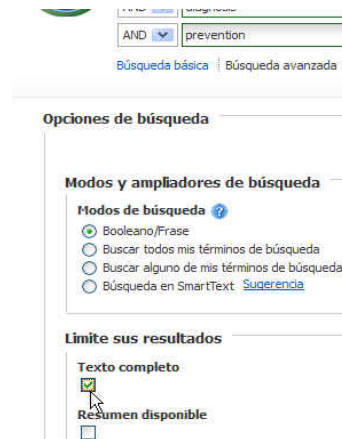 AND diagnosis
AND prevention
Búsqueda básica Búsqueda avanzada
Opciones de búsqueda
Modos y ampliadores de búsqueda
Modos de búsqueda ?
Booleano/Frase
Buscar todos mis términos de búsqueda
Buscar alguno de mis términos de búsqueda
Búsqueda en SmartText Sugerencia
Limite sus resultados
Texto completo
Resumen disponible